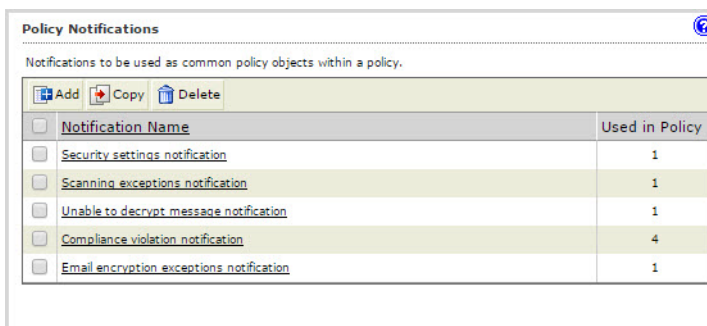 Policy Notifications
Notifications to be used as common policy objects within a policy.
Add Copy Delete
Notification Name Used in Policy
Security settings notification 1
Scanning exceptions notification 1
Unable to decrypt message notification 1
Compliance violation notification 4
Email encryption exceptions notification 1